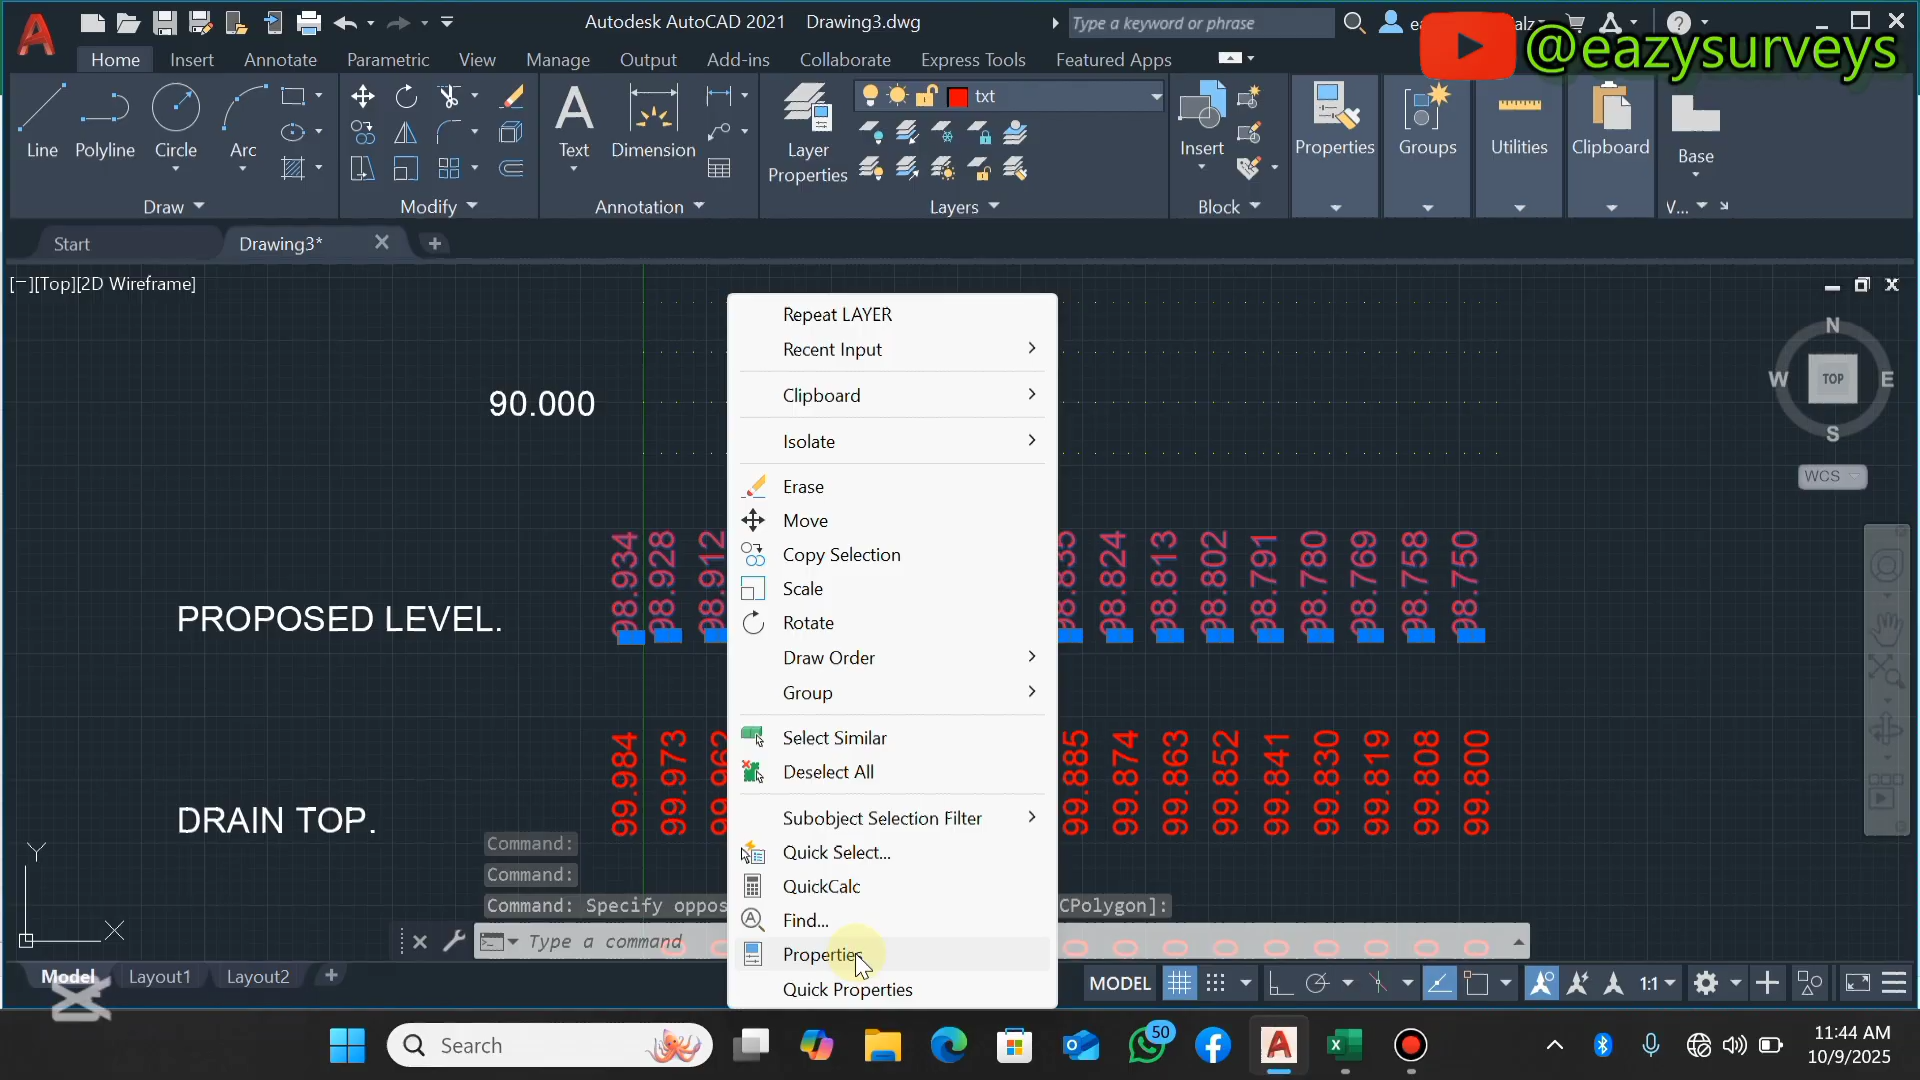 Autodesk AutoCAD 2021 Drawing3.dwg
Type a keyword or phrase
@eazysurveys
Home Insert Annotate Parametric View Manage Output Add-ins Collaborate Express Tools Featured Apps
Line Polyline Circle Arc
Text Dimension
Layer Properties
txt
Insert
Properties Groups Utilities Clipboard Base
Draw Modify Annotation Layers Block V...
Start Drawing3*
[−][Top][2D Wireframe]
N
W TOP E
S
WCS
90.000
Repeat LAYER
Recent Input
Clipboard
Isolate
Erase
Move
Copy Selection
Scale
Rotate
Draw Order
Group
Select Similar
Deselect All
Subobject Selection Filter
Quick Select...
QuickCalc
Find...
Properties
Quick Properties
PROPOSED LEVEL.
98.934 98.928 98.912 98.835 98.824 98.813 98.802 98.791 98.780 98.769 98.758 98.750
DRAIN TOP.
99.984 99.973 99.962 99.885 99.874 99.863 99.852 99.841 99.830 99.819 99.808 99.800
Y
X
Command:
Command:
Command: Specify oppos CPolygon]:
Type a command
Model Layout1 Layout2
MODEL 1:1
Search
50
11:44 AM
10/9/2025